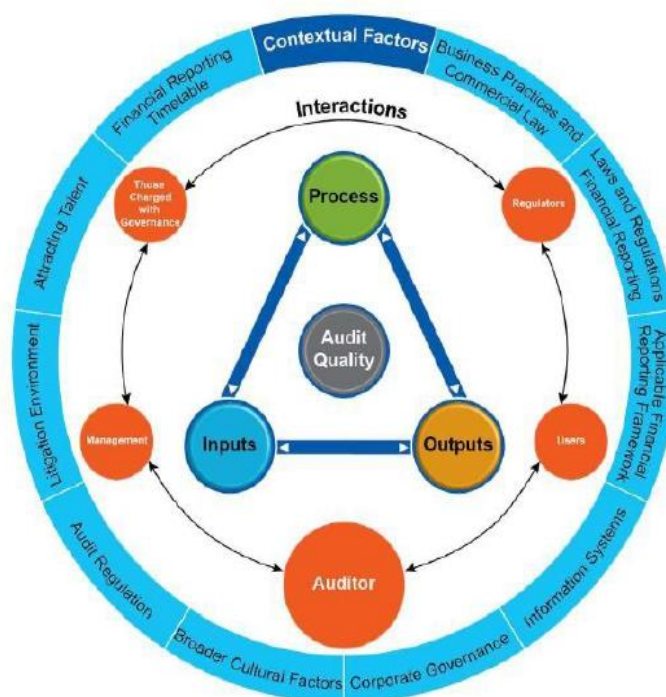 Contextual Factors
Business Practices and
Commercial Law
Laws and Regulations
Financial Reporting
Applicable Financial
Reporting Framework
Information Systems
Corporate Governance
Broader Cultural Factors
Audit Regulation
Litigation Environment
Attracting Talent
Financial Reporting
Timetable
Interactions
Those
Charged
with
Governance
Process
Regulators
Audit
Quality
Management
Inputs
Outputs
Users
Auditor